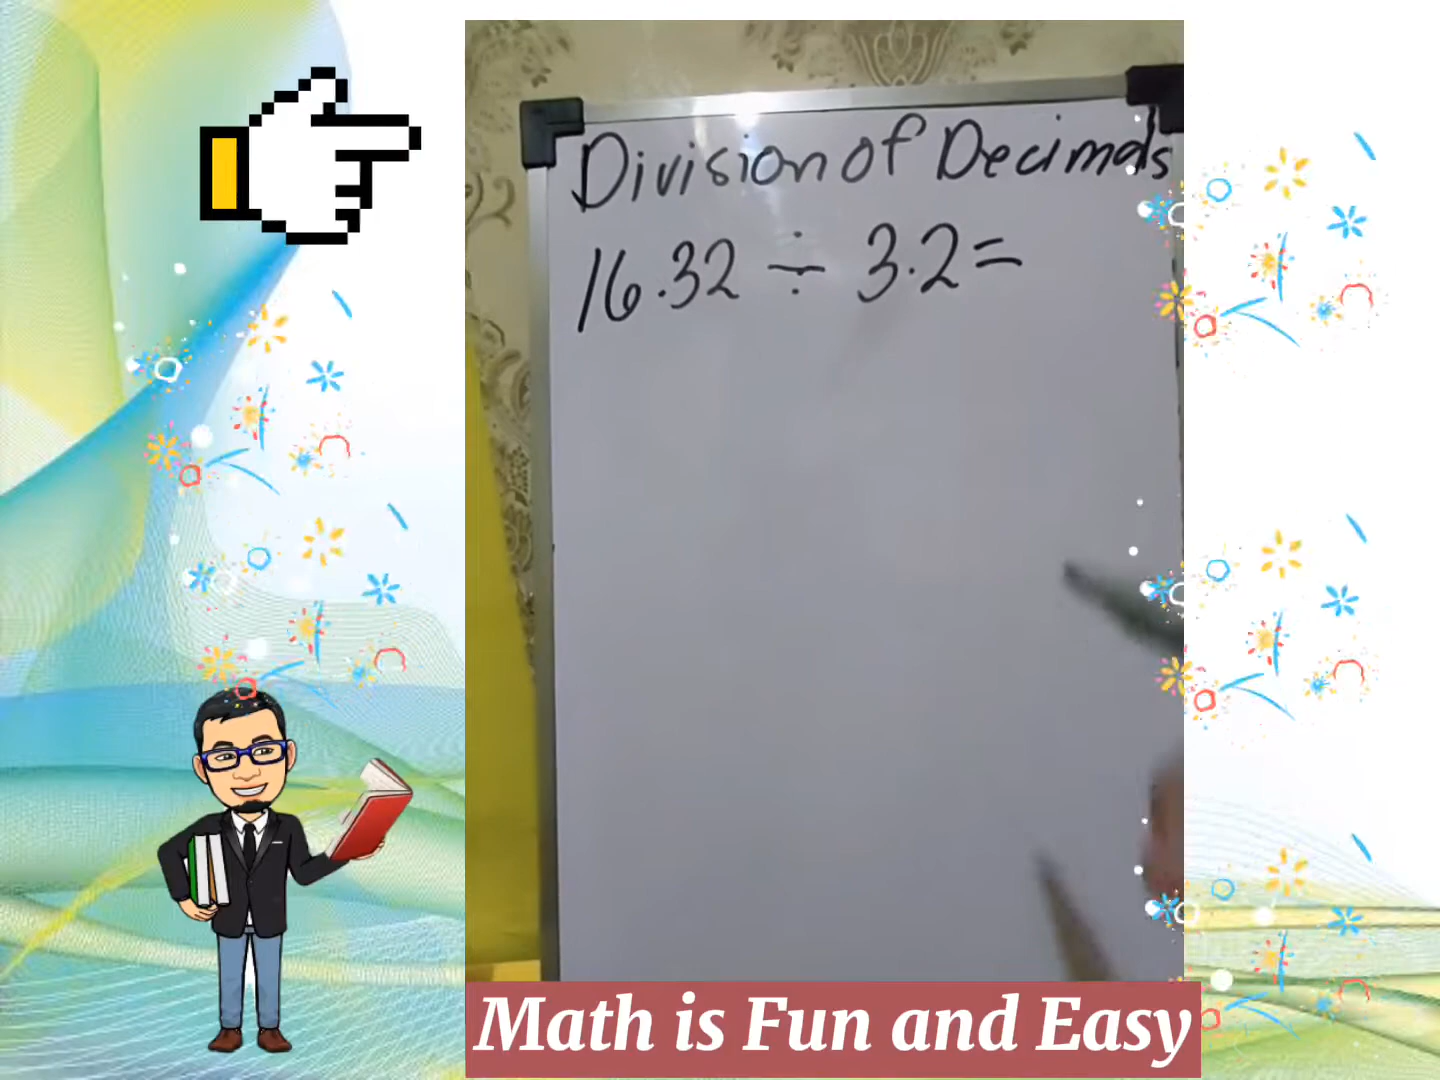 Division of Decimals
16.32 ÷ 3.2=
Math is Fun and Easy